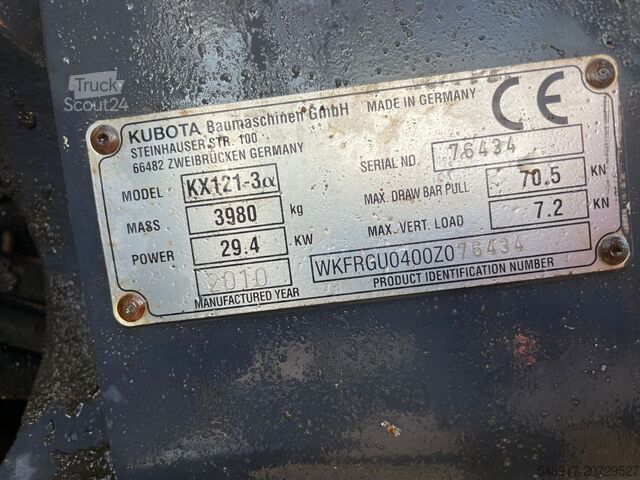 Truck
Scout24
KUBOTA Baumaschinen GmbH
STEINHAUSER STR. 100
66482 ZWEIBRÜCKEN GERMANY
MADE IN GERMANY
CE
MODEL KX121-3α
MASS 3980 kg
POWER 29.4 KW
2010
MANUFACTURED YEAR
SERIAL NO. 76434
MAX. DRAW BAR PULL 70.5 KN
MAX. VERT. LOAD 7.2 KN
WKFRGU0400Z076434
PRODUCT IDENTIFICATION NUMBER
548917-20729527